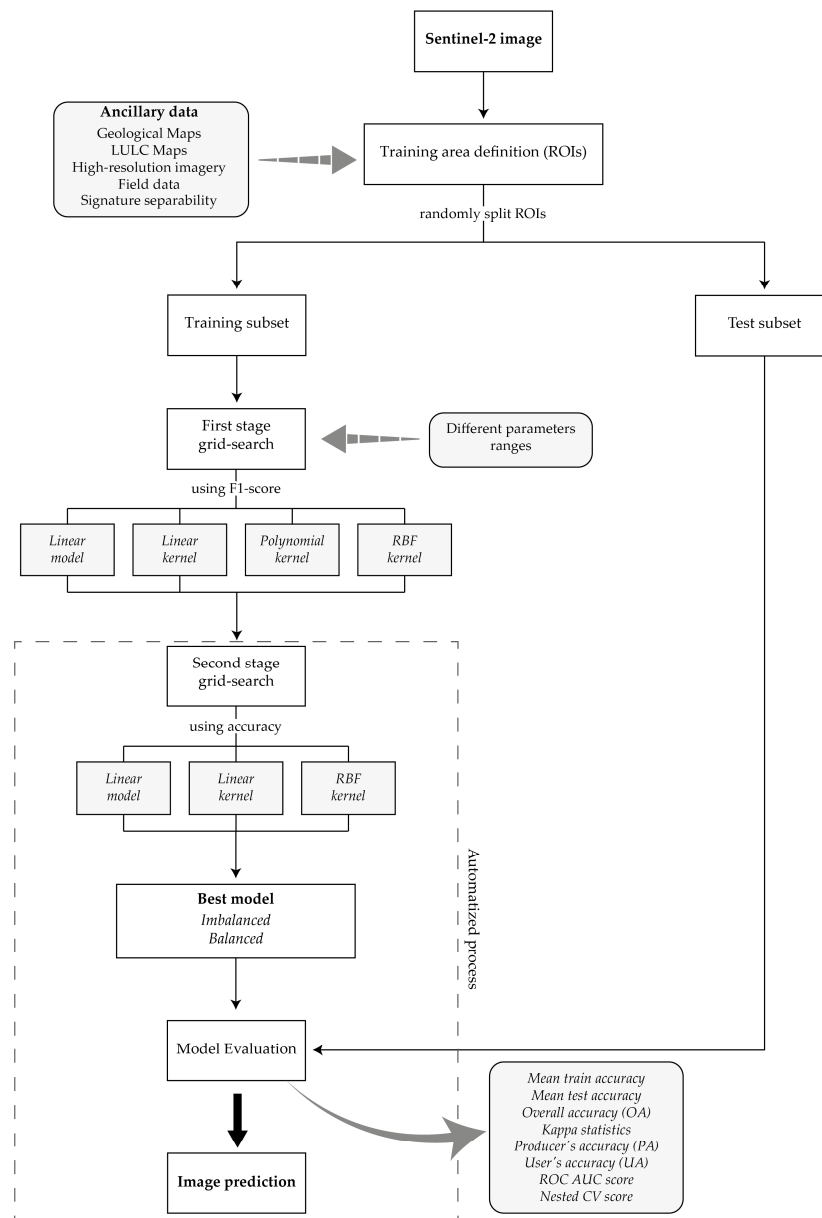 Sentinel-2 image
Ancillary data
Geological Maps
LULC Maps
High-resolution imagery
Field data
Signature separability
Training area definition (ROIs)
randomly split ROIs
Training subset
Test subset
First stage
grid-search
Different parameters
ranges
using F1-score
Linear
model
Linear
kernel
Polynomial
kernel
RBF
kernel
Second stage
grid-search
using accuracy
Linear
model
Linear
kernel
RBF
kernel
Automatized process
Best model
Imbalanced
Balanced
Model Evaluation
Mean train accuracy
Mean test accuracy
Overall accuracy (OA)
Kappa statistics
Producer´s accuracy (PA)
User´s accuracy (UA)
ROC AUC score
Nested CV score
Image prediction